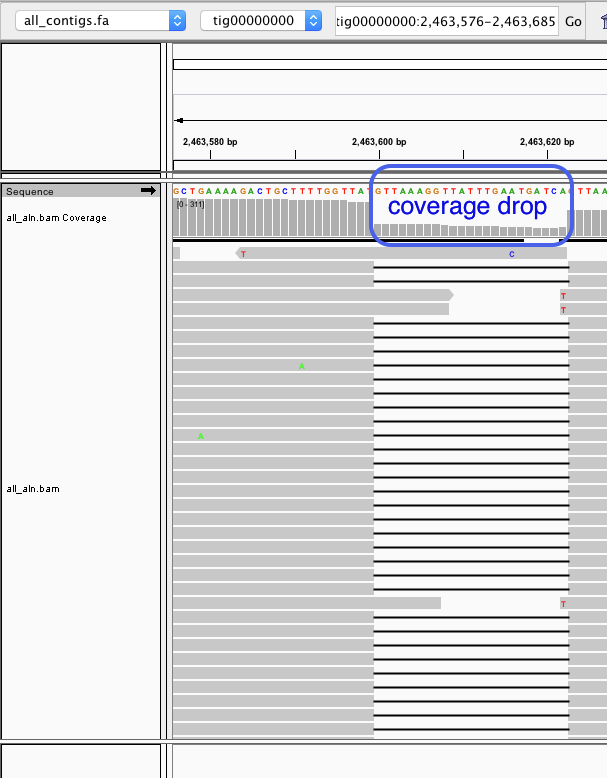 all_contigs.fa
tig00000000
tig00000000:2,463,576-2,463,685
Go
2,463,580 bp
2,463,600 bp
2,463,620 bp
Sequence
GCTGAAAAGACTGCTTTTGGTTATGTTAAAGGTTATTTGAATGATCAGTTAA
[0 - 311]
coverage drop
all_aln.bam Coverage
T
C
T
T
A
A
all_aln.bam
T